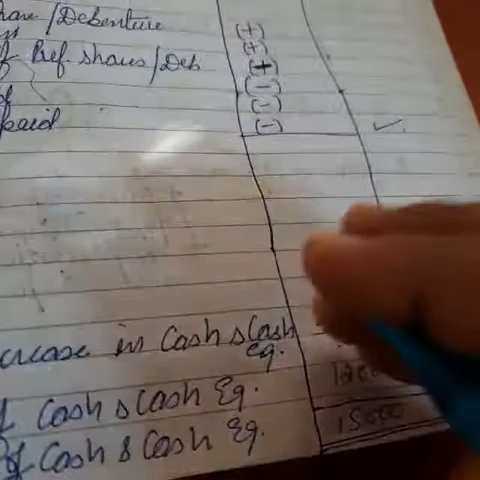 hare / Debenture (+)
f Pref. shares / Deb (+)
(+)
(-)
(-)
paid (-)
crease in Cash & Cash Eq.
f Cash & Cash Eq.
of Cash & Cash Eq. 15000